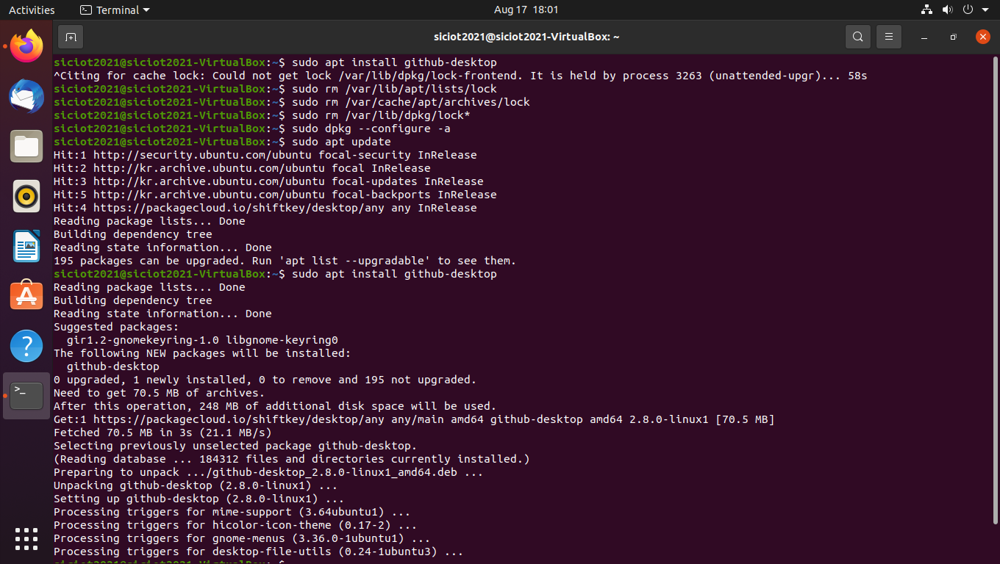 Activities
Terminal
Aug 17 18:01
siciot2021@siciot2021-VirtualBox: ~
siciot2021@siciot2021-VirtualBox:~$ sudo apt install github-desktop
^Citing for cache lock: Could not get lock /var/lib/dpkg/lock-frontend. It is held by process 3263 (unattended-upgr)... 58s
siciot2021@siciot2021-VirtualBox:~$ sudo rm /var/lib/apt/lists/lock
siciot2021@siciot2021-VirtualBox:~$ sudo rm /var/cache/apt/archives/lock
siciot2021@siciot2021-VirtualBox:~$ sudo rm /var/lib/dpkg/lock*
siciot2021@siciot2021-VirtualBox:~$ sudo dpkg --configure -a
siciot2021@siciot2021-VirtualBox:~$ sudo apt update
Hit:1 http://security.ubuntu.com/ubuntu focal-security InRelease
Hit:2 http://kr.archive.ubuntu.com/ubuntu focal InRelease
Hit:3 http://kr.archive.ubuntu.com/ubuntu focal-updates InRelease
Hit:5 http://kr.archive.ubuntu.com/ubuntu focal-backports InRelease
Hit:4 https://packagecloud.io/shiftkey/desktop/any any InRelease
Reading package lists... Done
Building dependency tree
Reading state information... Done
195 packages can be upgraded. Run 'apt list --upgradable' to see them.
siciot2021@siciot2021-VirtualBox:~$ sudo apt install github-desktop
Reading package lists... Done
Building dependency tree
Reading state information... Done
Suggested packages:
  gir1.2-gnomekeyring-1.0 libgnome-keyring0
The following NEW packages will be installed:
  github-desktop
0 upgraded, 1 newly installed, 0 to remove and 195 not upgraded.
Need to get 70.5 MB of archives.
After this operation, 248 MB of additional disk space will be used.
Get:1 https://packagecloud.io/shiftkey/desktop/any any/main amd64 github-desktop amd64 2.8.0-linux1 [70.5 MB]
Fetched 70.5 MB in 3s (21.1 MB/s)
Selecting previously unselected package github-desktop.
(Reading database ... 184312 files and directories currently installed.)
Preparing to unpack .../github-desktop_2.8.0-linux1_amd64.deb ...
Unpacking github-desktop (2.8.0-linux1) ...
Setting up github-desktop (2.8.0-linux1) ...
Processing triggers for mime-support (3.64ubuntu1) ...
Processing triggers for hicolor-icon-theme (0.17-2) ...
Processing triggers for gnome-menus (3.36.0-1ubuntu1) ...
Processing triggers for desktop-file-utils (0.24-1ubuntu3) ...
siciot2021@siciot2021-VirtualBox:~$